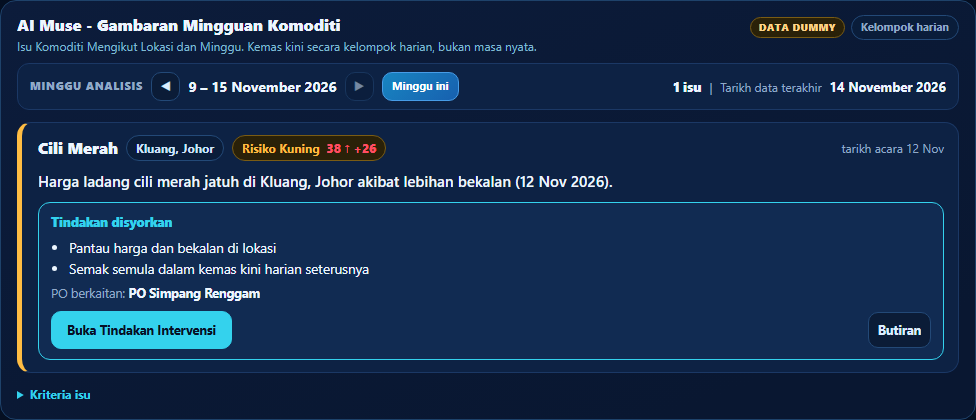 AI Muse - Gambaran Mingguan Komoditi
DATA DUMMY
Kelompok harian
Isu Komoditi Mengikut Lokasi dan Minggu. Kemas kini secara kelompok harian, bukan masa nyata.
MINGGU ANALISIS ◀ 9 – 15 November 2026 ▶ Minggu ini
1 isu | Tarikh data terakhir 14 November 2026
Cili Merah Kluang, Johor Risiko Kuning 38 ↑ +26
tarikh acara 12 Nov
Harga ladang cili merah jatuh di Kluang, Johor akibat lebihan bekalan (12 Nov 2026).
Tindakan disyorkan
• Pantau harga dan bekalan di lokasi
• Semak semula dalam kemas kini harian seterusnya
PO berkaitan: PO Simpang Renggam
Buka Tindakan Intervensi
Butiran
▶ Kriteria isu